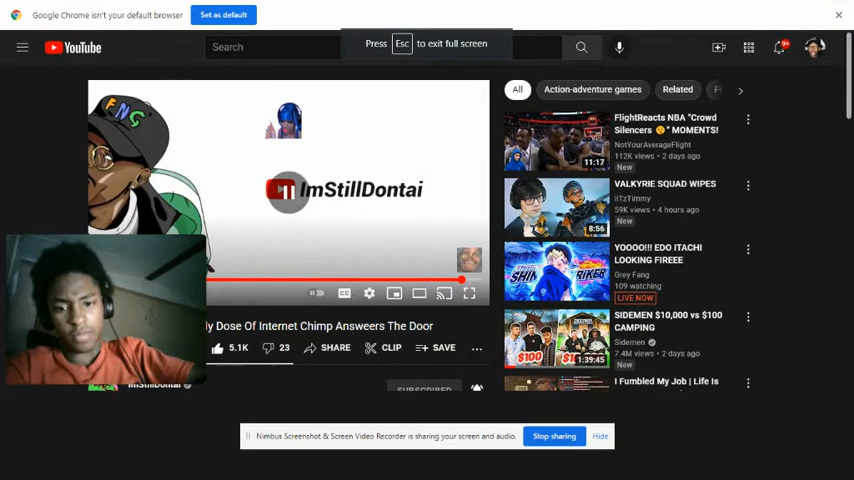 Google Chrome isn't your default browser
Set as default
YouTube
Search
Press Esc to exit full screen
9+
FNG
ImStillDontai
ly Dose Of Internet Chimp Answeers The Door
5.1K
23
SHARE
CLIP
SAVE
ImStillDontai
SUBSCRIBED
All
Action-adventure games
Related
FlightReacts NBA "Crowd
Silencers 😯" MOMENTS!
NotYourAverageFlight
112K views • 2 days ago
New
11:17
VALKYRIE SQUAD WIPES
iiTzTimmy
59K views • 4 hours ago
New
8:56
YOOOO!!! EDO ITACHI
LOOKING FIREEE
Grey Fang
109 watching
LIVE NOW
SIDEMEN $10,000 vs $100
CAMPING
Sidemen
7.4M views • 2 days ago
New
$100
1:39:45
I Fumbled My Job | Life Is
Nimbus Screenshot & Screen Video Recorder is sharing your screen and audio.
Stop sharing
Hide